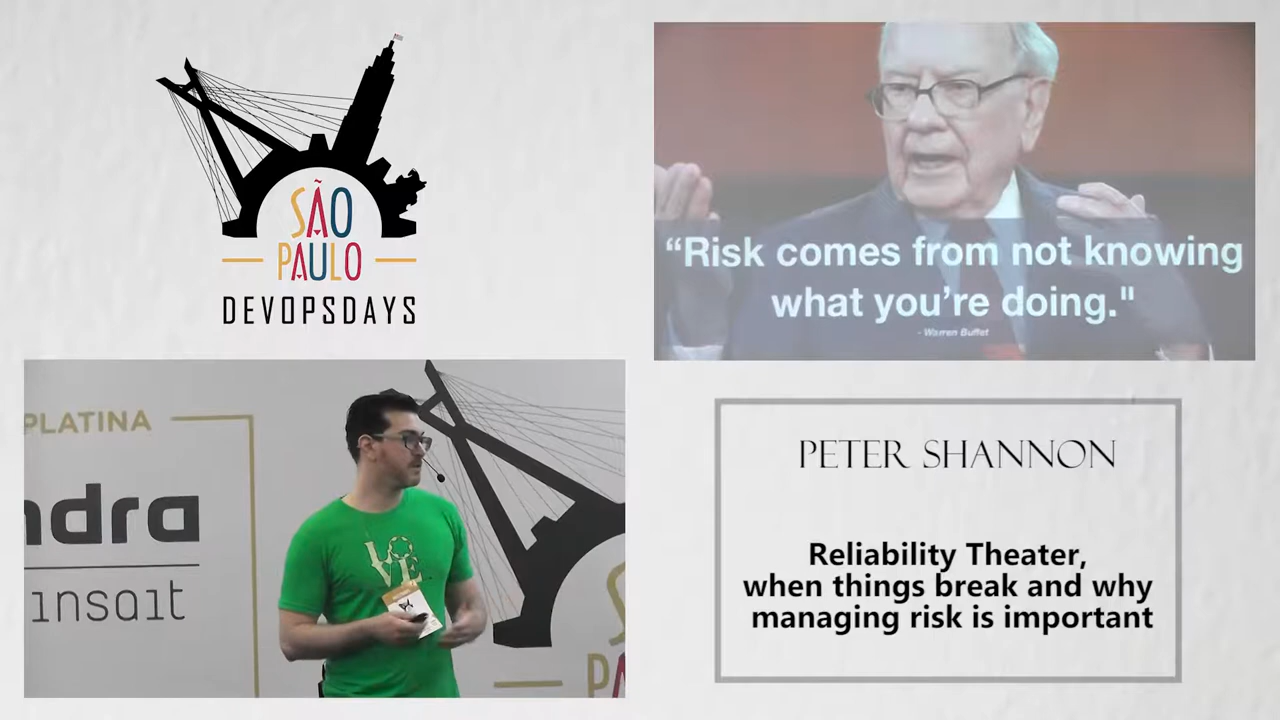 SÃO
PAULO
DEVOPSDAYS
“Risk comes from not knowing
what you’re doing."
- Warren Buffet
PLATINA
ndra
insait
LOVE
PETER SHANNON
Reliability Theater,
when things break and why
managing risk is important